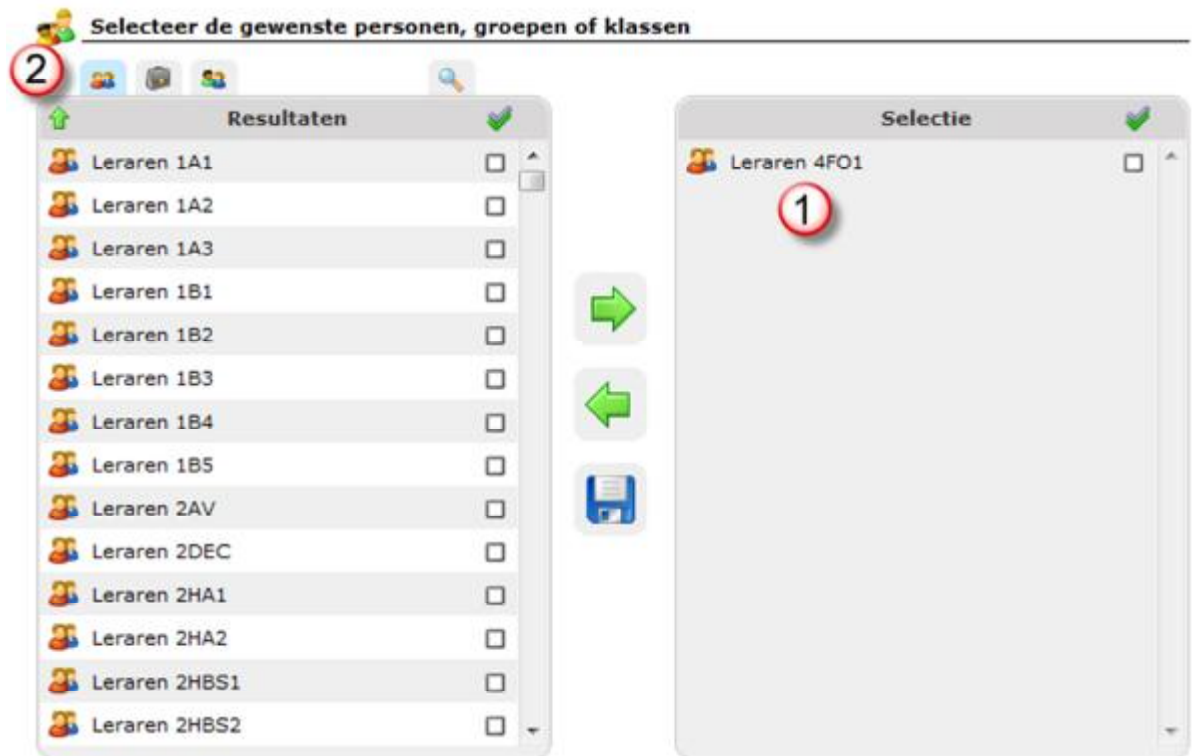 Selecteer de gewenste personen, groepen of klassen
2
Resultaten
Leraren 1A1
Leraren 1A2
Leraren 1A3
Leraren 1B1
Leraren 1B2
Leraren 1B3
Leraren 1B4
Leraren 1B5
Leraren 2AV
Leraren 2DEC
Leraren 2HA1
Leraren 2HA2
Leraren 2HBS1
Leraren 2HBS2
Selectie
Leraren 4FO1
1